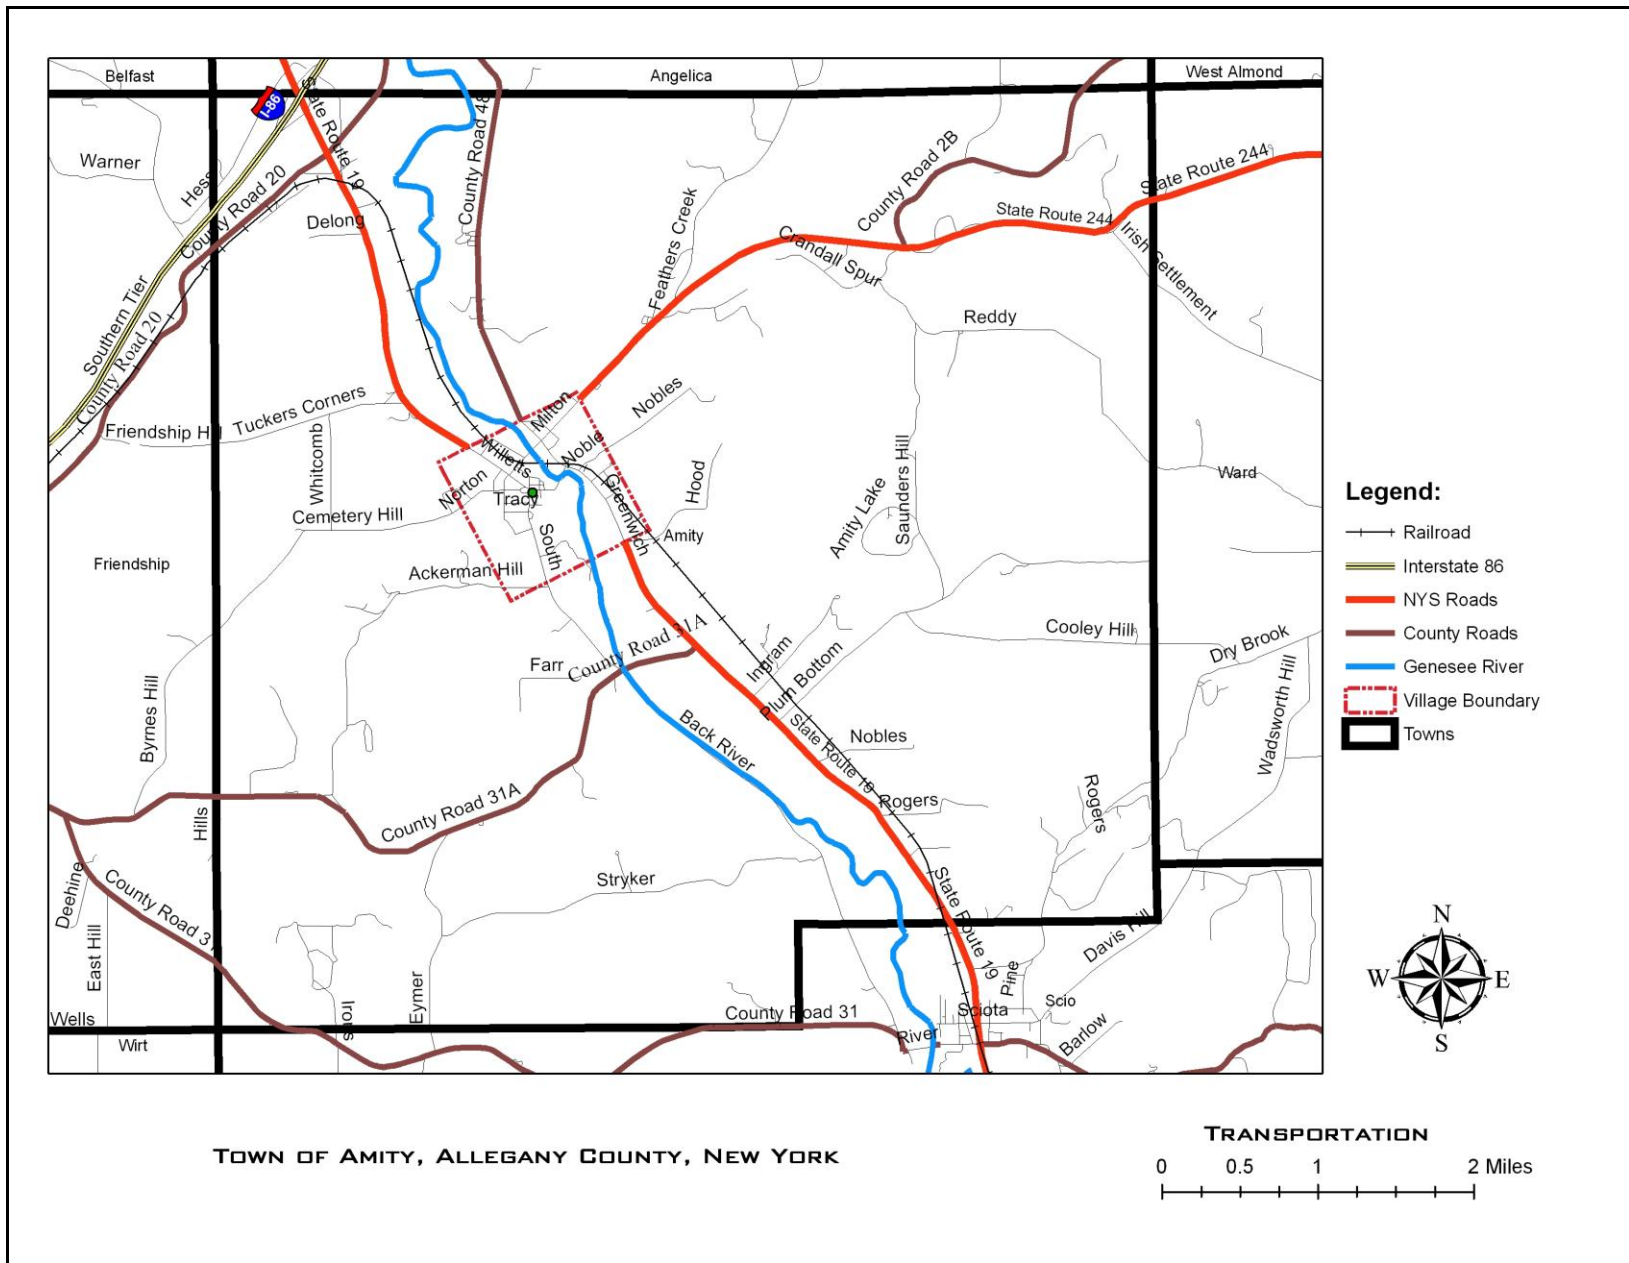 Belfast
Angelica
West Almond
I-86
State Route 19
County Road 48
Warner
Hess
County Road 20
Delong
County Road 2B
State Route 244
State Route 244
Feathers Creek
Crandall Spur
Irish Settlement
Southern Tier
County Road 20
Reddy
Friendship Hill
Tuckers Corners
Whitcomb
Cemetery Hill
Milton
Nobles
Noble
Willetts
Norton
Tracy
Greenwich
Hood
South
Amity
Amity Lake
Saunders Hill
Ward
Friendship
Ackerman Hill
County Road 31A
Farr
Ingram
Plum Bottom
Cooley Hill
Dry Brook
Wadsworth Hill
Byrnes Hill
Back River
State Route 19
Nobles
Rogers
Rogers
County Road 31A
Hills
Deehine
County Road 31
East Hill
Stryker
State Route 19
Davis Hill
Pine
Eymer
Irons
Wells
Wirt
County Road 31
River
Sciota
Scio
Barlow
Legend:
Railroad
Interstate 86
NYS Roads
County Roads
Genesee River
Village Boundary
Towns
N
W E
S
Town of Amity, Allegany County, New York
Transportation
0 0.5 1 2 Miles